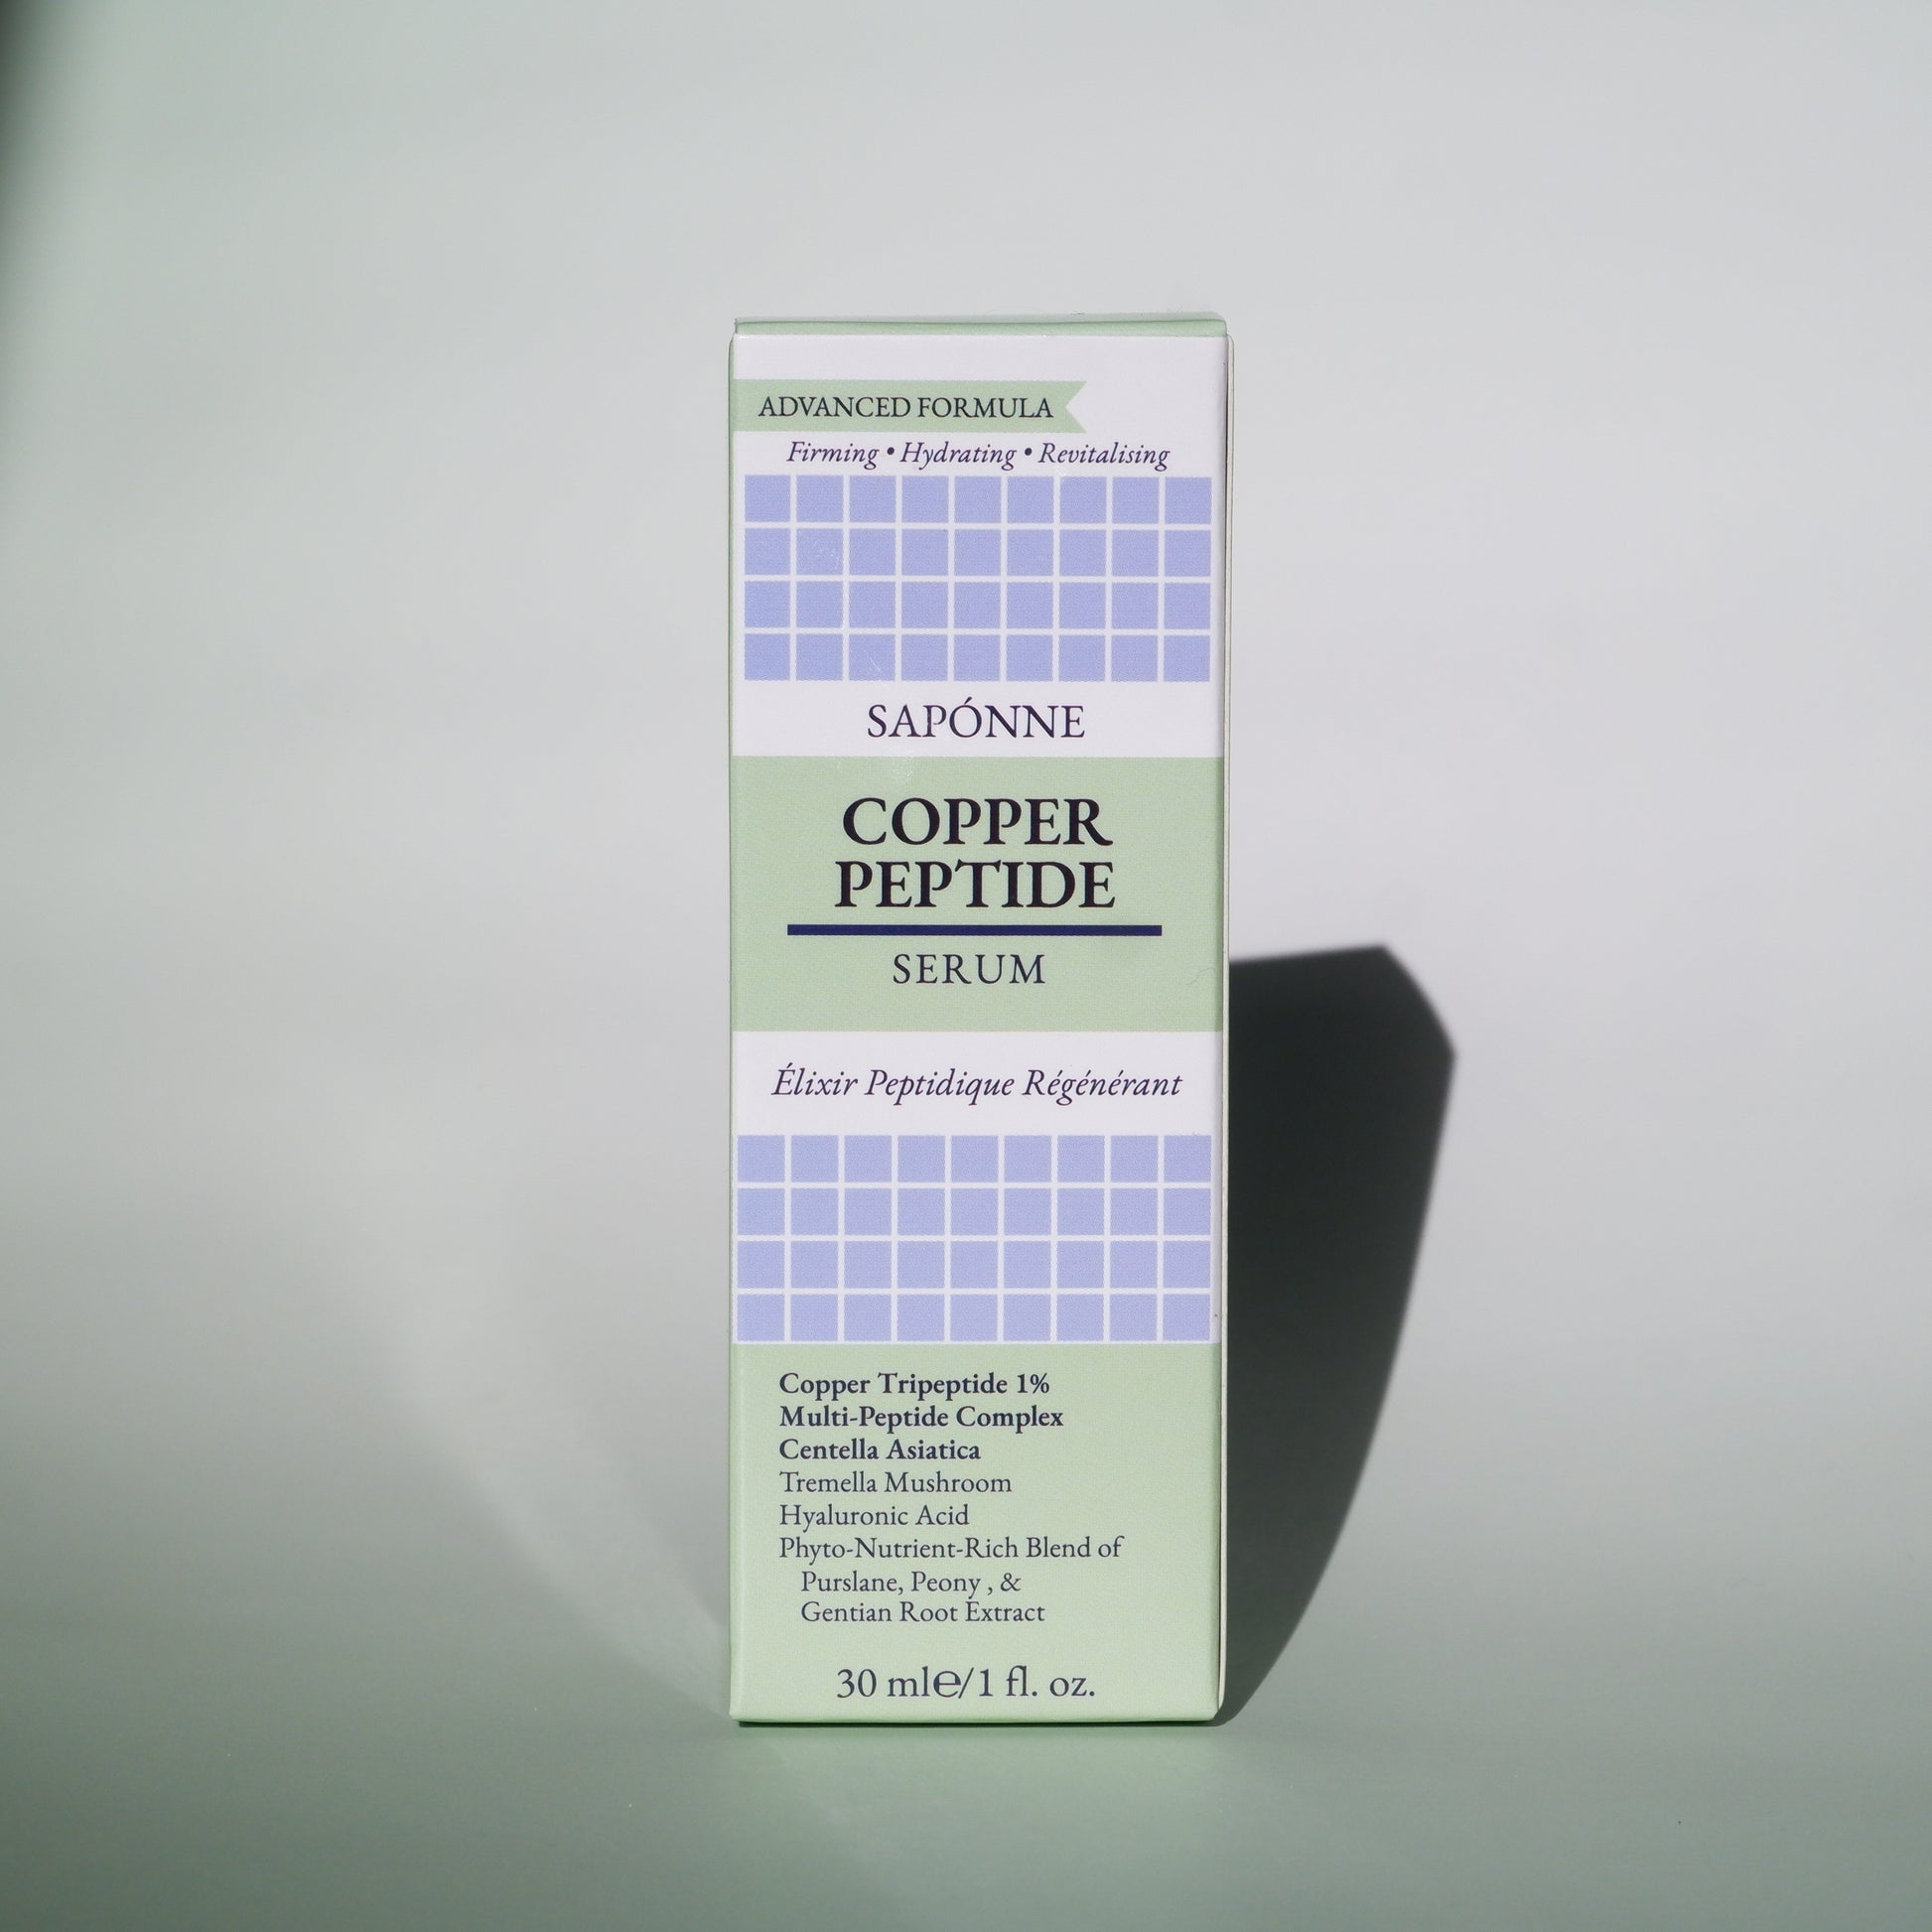 ADVANCED FORMULA
Firming • Hydrating • Revitalising
SAPÓNNE
COPPER
PEPTIDE
SERUM
Élixir Peptidique Régénérant
Copper Tripeptide 1%
Multi-Peptide Complex
Centella Asiatica
Tremella Mushroom
Hyaluronic Acid
Phyto-Nutrient-Rich Blend of
Purslane, Peony , &
Gentian Root Extract
30 ml℮/1 fl. oz.